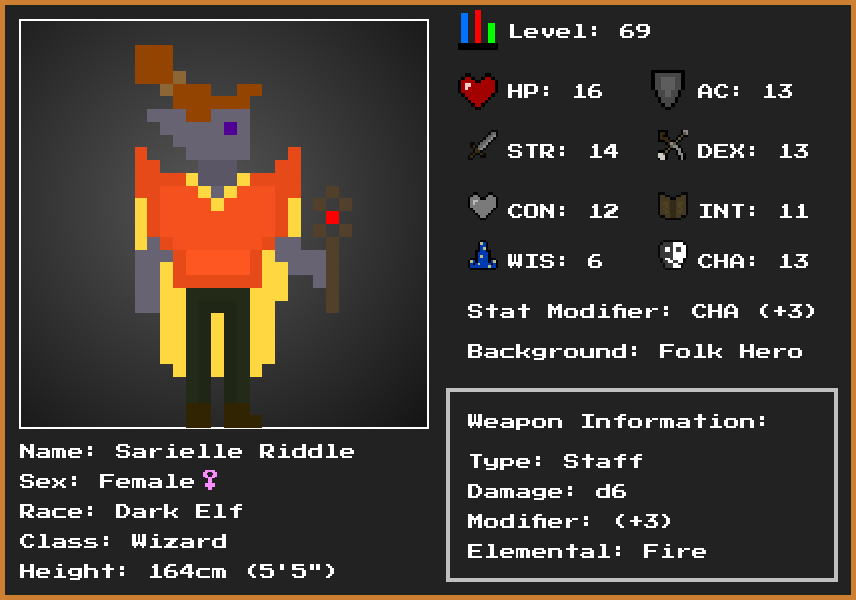 Level: 69
HP: 16
AC: 13
STR: 14
DEX: 13
CON: 12
INT: 11
WIS: 6
CHA: 13
Stat Modifier: CHA (+3)
Background: Folk Hero
Weapon Information:
Type: Staff
Damage: d6
Modifier: (+3)
Elemental: Fire
Name: Sarielle Riddle
Sex: Female♀
Race: Dark Elf
Class: Wizard
Height: 164cm (5'5")